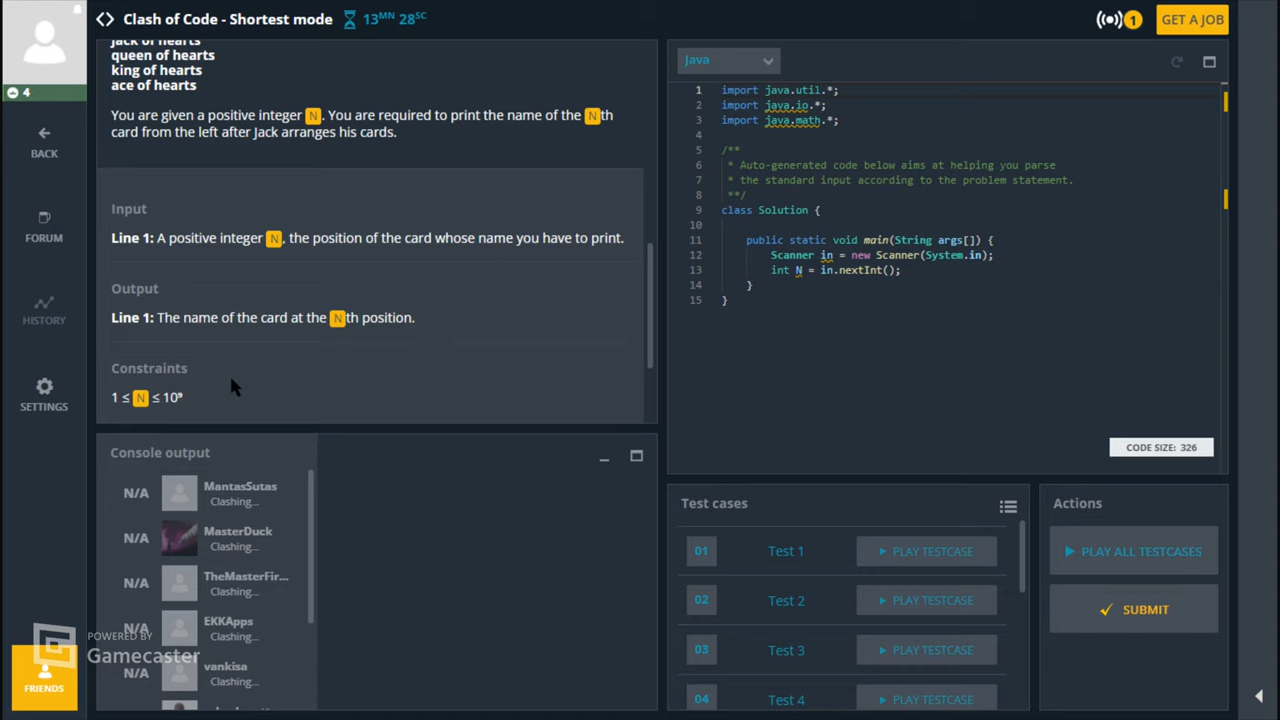 Clash of Code - Shortest mode
13MN 28SC
1
GET A JOB
4
BACK
FORUM
HISTORY
SETTINGS
FRIENDS
jack of hearts
queen of hearts
king of hearts
ace of hearts
You are given a positive integer N. You are required to print the name of the Nth
card from the left after Jack arranges his cards.
Input
Line 1: A positive integer N, the position of the card whose name you have to print.
Output
Line 1: The name of the card at the Nth position.
Constraints
1 ≤ N ≤ 10⁹
Console output
N/A MantasSutas
Clashing...
N/A MasterDuck
Clashing...
N/A TheMasterFir...
Clashing...
N/A EKKApps
Clashing...
N/A vankisa
Clashing...
POWERED BY
Gamecaster
Java
1 import java.util.*;
2 import java.io.*;
3 import java.math.*;
4
5 /**
6 * Auto-generated code below aims at helping you parse
7 * the standard input according to the problem statement.
8 **/
9 class Solution {
10
11 public static void main(String args[]) {
12 Scanner in = new Scanner(System.in);
13 int N = in.nextInt();
14 }
15 }
CODE SIZE: 326
Test cases
01 Test 1 PLAY TESTCASE
02 Test 2 PLAY TESTCASE
03 Test 3 PLAY TESTCASE
04 Test 4 PLAY TESTCASE
Actions
PLAY ALL TESTCASES
SUBMIT